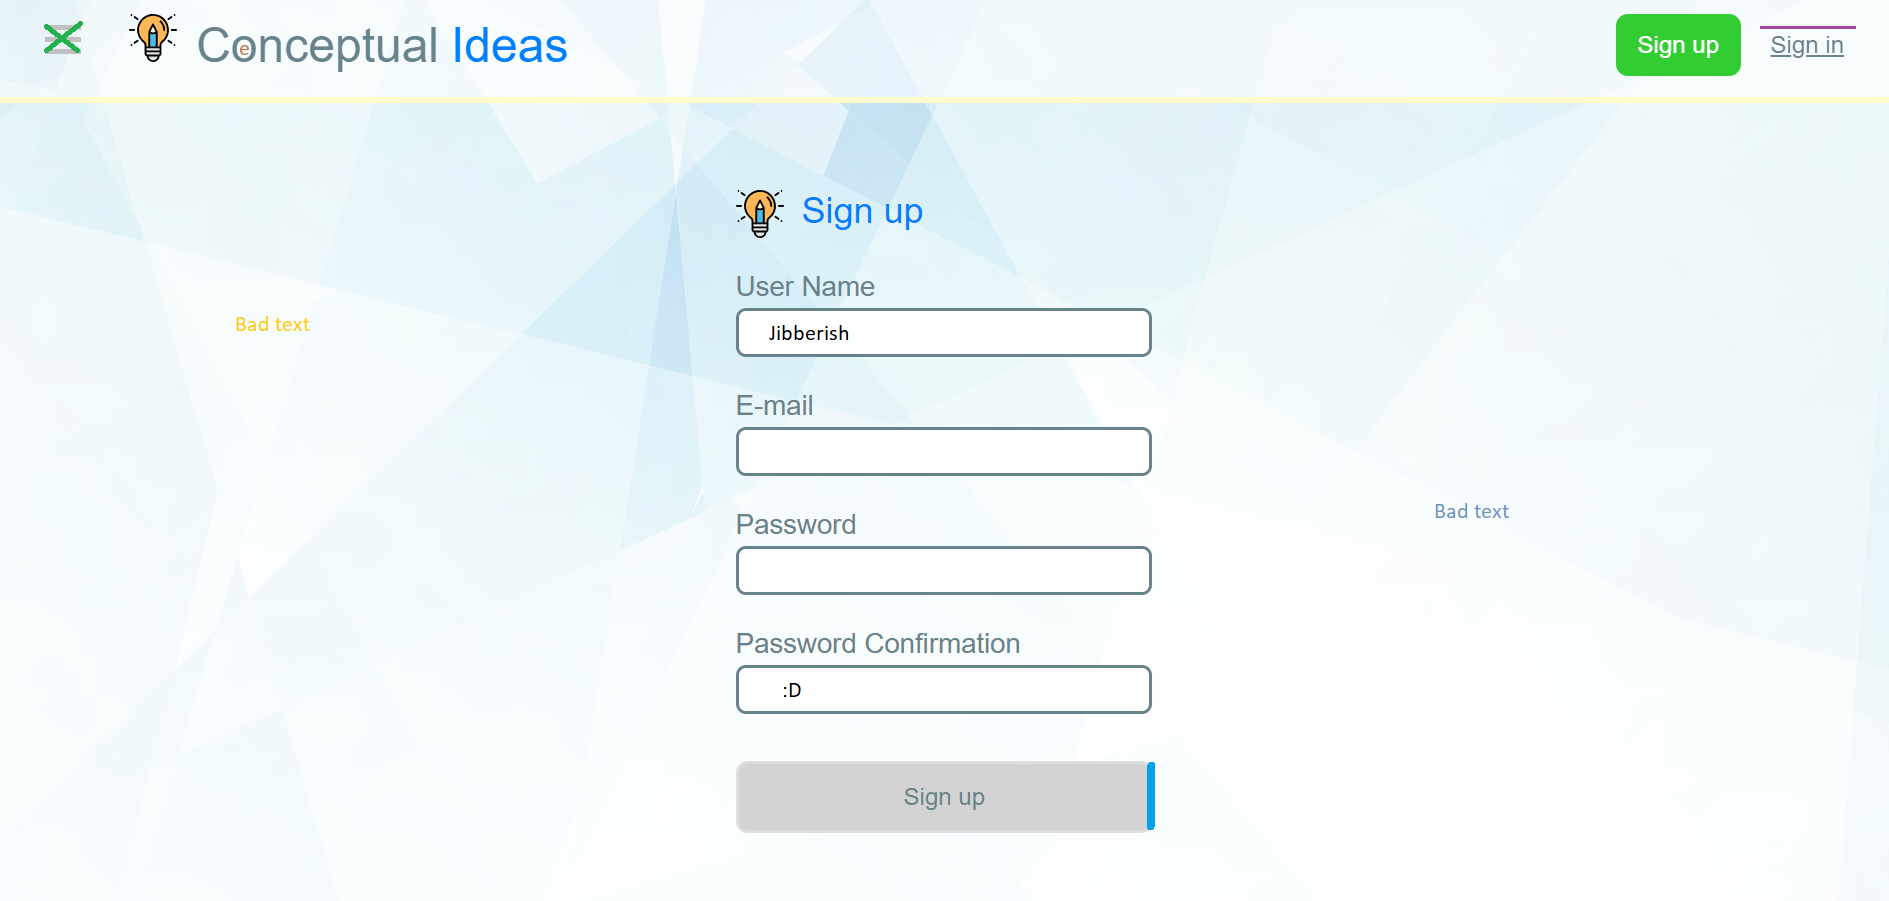 Conceptual Ideas
e
Sign up
Sign in
Sign up
User Name
Bad text
Jibberish
E-mail
Bad text
Password
Password Confirmation
:D
Sign up